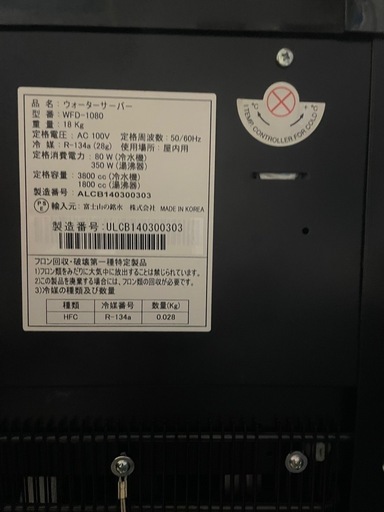 品 名：ウォーターサーバー
型 番：WFD-1080
重 量：18 Kg
定格電圧：AC 100V 定格周波数：50/60Hz
冷 媒：R-134a (28g) 使用場所：屋内用
定格消費電力：80 W (冷水機)
350 W (湯沸器)
定格容量：3800 cc (冷水機)
1800 cc (湯沸器)
製造番号：ALCB140300303
輸入元：富士山の銘水 株式会社 MADE IN KOREA
製造番号:ULCB140300303
フロン回収・破壊第一種特定製品
1)フロン類をみだりに大気中に放出することは禁じられています。
2)この製品を廃棄する場合には、フロン類の回収が必要です。
3)冷媒の種類及び数量
種類 冷媒番号 数量(Kg)
HFC R-134a 0.028
TEMP. CONTROLLER FOR COLD